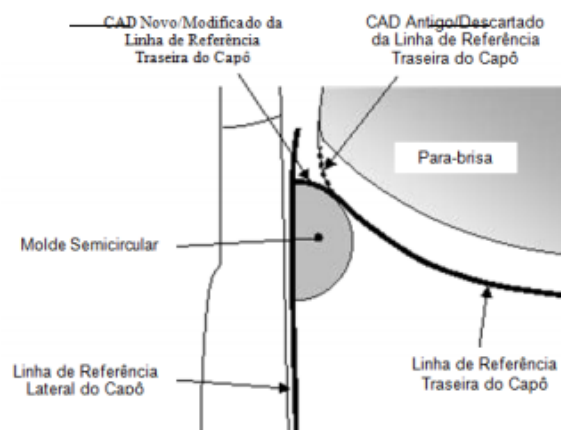 CAD Novo/Modificado da
Linha de Referência
Traseira do Capô
CAD Antigo/Descartado
da Linha de Referência
Traseira do Capô
Para-brisa
Molde Semicircular
Linha de Referência
Lateral do Capô
Linha de Referência
Traseira do Capô